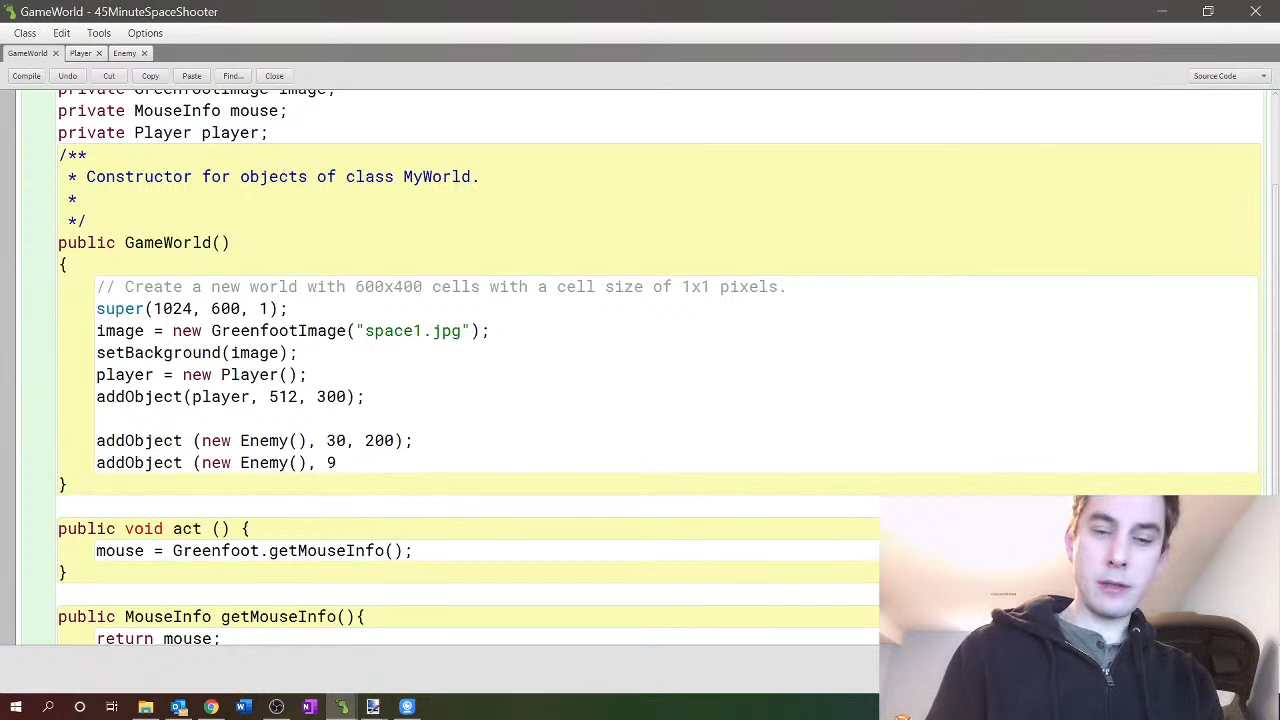 GameWorld - 45MinuteSpaceShooter
Class Edit Tools Options
GameWorld × Player × Enemy ×
Compile Undo Cut Copy Paste Find... Close Source Code
private GreenfootImage image;
private MouseInfo mouse;
private Player player;
/**
* Constructor for objects of class MyWorld.
*
*/
public GameWorld()
{
// Create a new world with 600x400 cells with a cell size of 1x1 pixels.
super(1024, 600, 1);
image = new GreenfootImage("space1.jpg");
setBackground(image);
player = new Player();
addObject(player, 512, 300);
addObject (new Enemy(), 30, 200);
addObject (new Enemy(), 9
}
public void act () {
mouse = Greenfoot.getMouseInfo();
}
public MouseInfo getMouseInfo(){
return mouse;